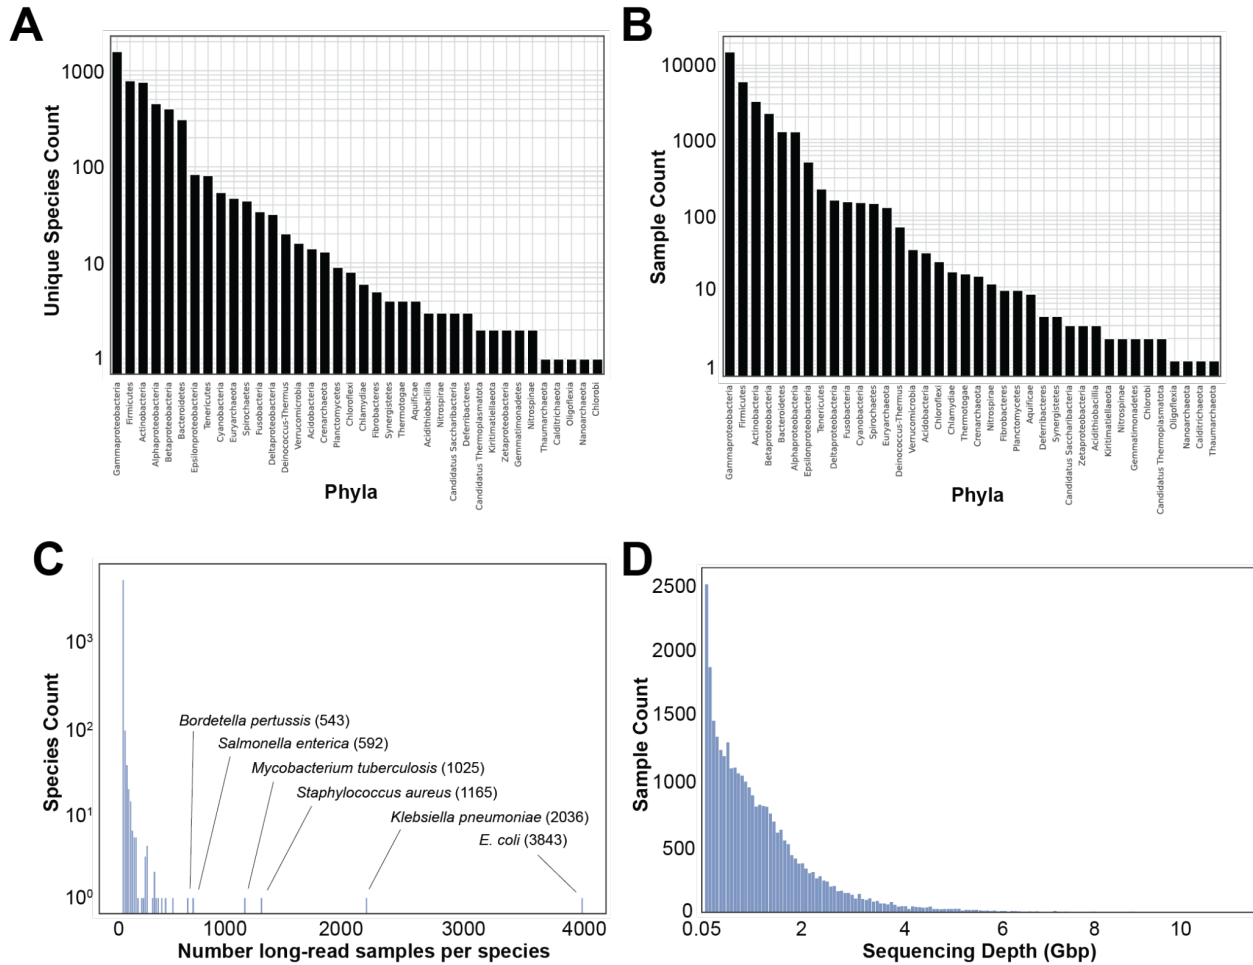 A
Unique Species Count
1000
100
10
1
Gammaproteobacteria
Firmicutes
Actinobacteria
Alphaproteobacteria
Betaproteobacteria
Bacteroidetes
Epsilonproteobacteria
Tenericutes
Cyanobacteria
Euryarchaeota
Spirochaetes
Fusobacteria
Deltaproteobacteria
Deinococcus-Thermus
Verrucomicrobia
Acidobacteria
Crenarchaeota
Planctomycetes
Chloroflexi
Chlamydiae
Fibrobacteres
Synergistetes
Thermotogae
Aquificae
Acidithiobacillia
Nitrospirae
Candidatus Saccharibacteria
Deferribacteres
Candidatus Thermoplasmatota
Kiritimatiellaeota
Zetaproteobacteria
Gemmatimonadetes
Nitrospinae
Thaumarchaeota
Calditrichaeota
Oligoflexia
Nanoarchaeota
Chlorobi
Phyla
B
Sample Count
10000
1000
100
10
1
Gammaproteobacteria
Firmicutes
Actinobacteria
Betaproteobacteria
Bacteroidetes
Alphaproteobacteria
Epsilonproteobacteria
Tenericutes
Deltaproteobacteria
Fusobacteria
Cyanobacteria
Spirochaetes
Euryarchaeota
Deinococcus-Thermus
Verrucomicrobia
Acidobacteria
Chloroflexi
Chlamydiae
Thermotogae
Crenarchaeota
Nitrospirae
Fibrobacteres
Planctomycetes
Aquificae
Deferribacteres
Synergistetes
Candidatus Saccharibacteria
Zetaproteobacteria
Acidithiobacillia
Kiritimatiellaeota
Nitrospinae
Gemmatimonadetes
Chlorobi
Candidatus Thermoplasmatota
Oligoflexia
Nanoarchaeota
Calditrichaeota
Thaumarchaeota
Phyla
C
Species Count
10³
10²
10¹
10⁰
Bordetella pertussis (543)
Salmonella enterica (592)
Mycobacterium tuberculosis (1025)
Staphylococcus aureus (1165)
Klebsiella pneumoniae (2036)
E. coli (3843)
0 1000 2000 3000 4000
Number long-read samples per species
D
Sample Count
2500
2000
1500
1000
500
0
0.05 2 4 6 8 10
Sequencing Depth (Gbp)